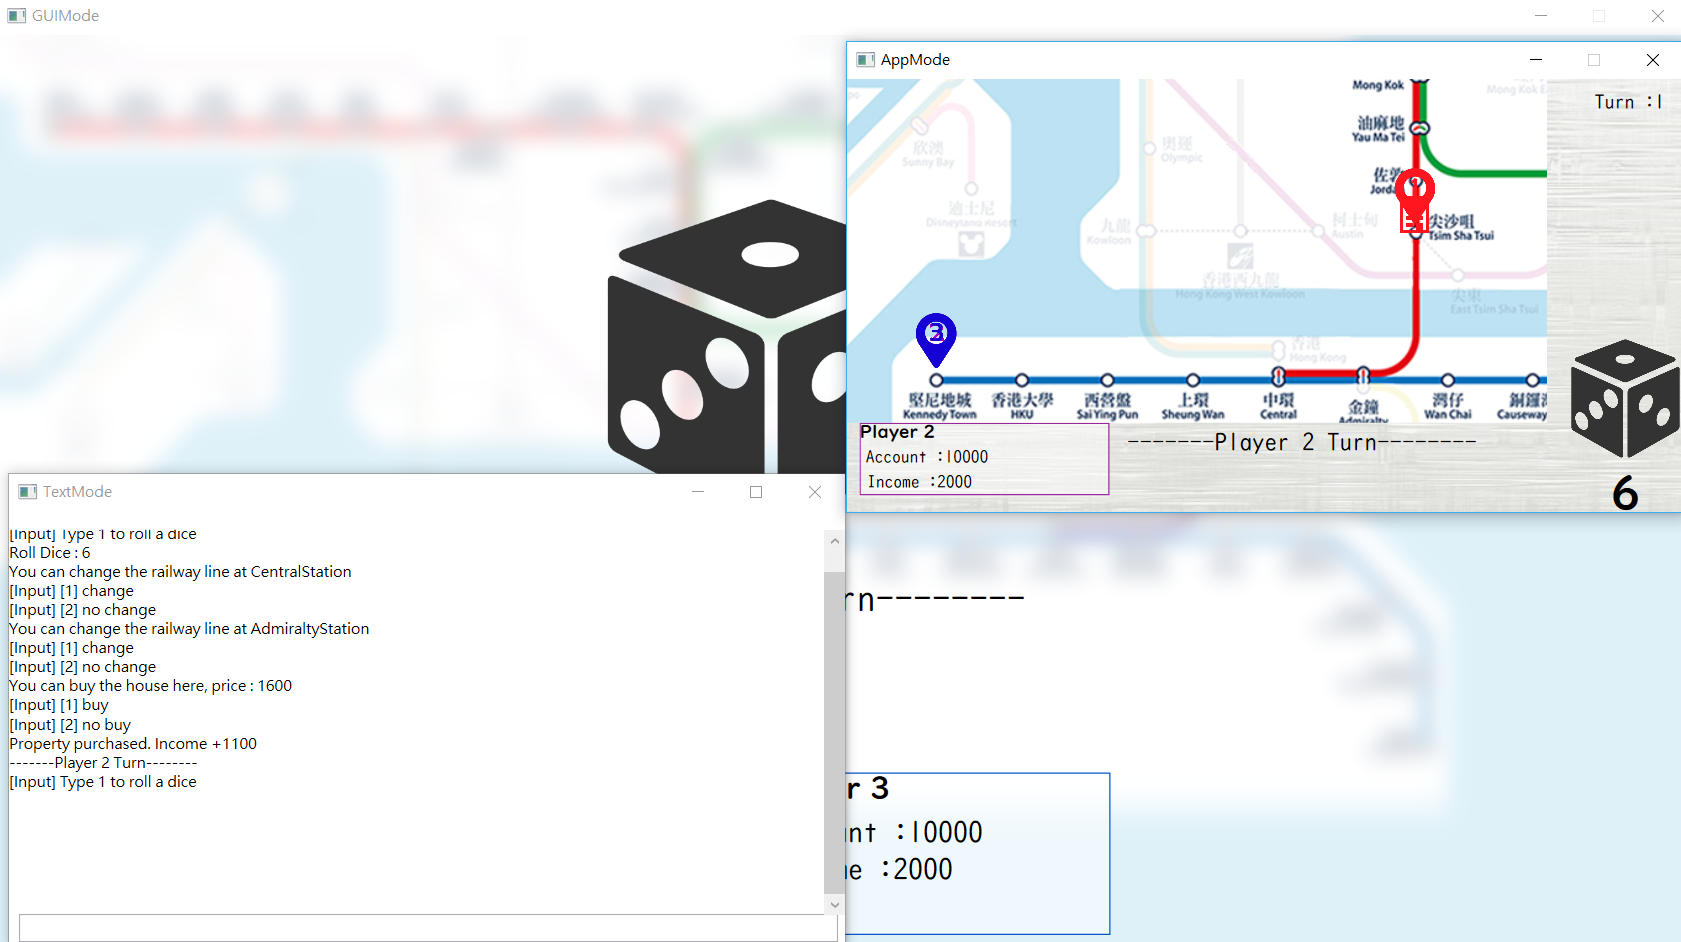 GUIMode
AppMode
Turn :1
Mong Kok
油麻地
Yau Ma Tei
佐敦
尖沙咀
Tsim Sha Tsui
欣澳
Sunny Bay
奧運
Olympic
迪士尼
Disneyland Resort
九龍
Kowloon
柯士甸
Austin
香港西九龍
Hong Kong West Kowloon
尖東
East Tsim Sha Tsui
香港
Hong Kong
堅尼地城
Kennedy Town
香港大學
HKU
西營盤
Sai Ying Pun
上環
Sheung Wan
中環
Central
金鐘
Admiralty
灣仔
Wan Chai
Causeway
Player 2
Account :10000
Income :2000
-------Player 2 Turn--------
6
TextMode
[Input] Type 1 to roll a dice
Roll Dice : 6
You can change the railway line at CentralStation
[Input] [1] change
[Input] [2] no change
You can change the railway line at AdmiraltyStation
[Input] [1] change
[Input] [2] no change
You can buy the house here, price : 1600
[Input] [1] buy
[Input] [2] no buy
Property purchased. Income +1100
-------Player 2 Turn--------
[Input] Type 1 to roll a dice
rn--------
r 3
nt :10000
e :2000